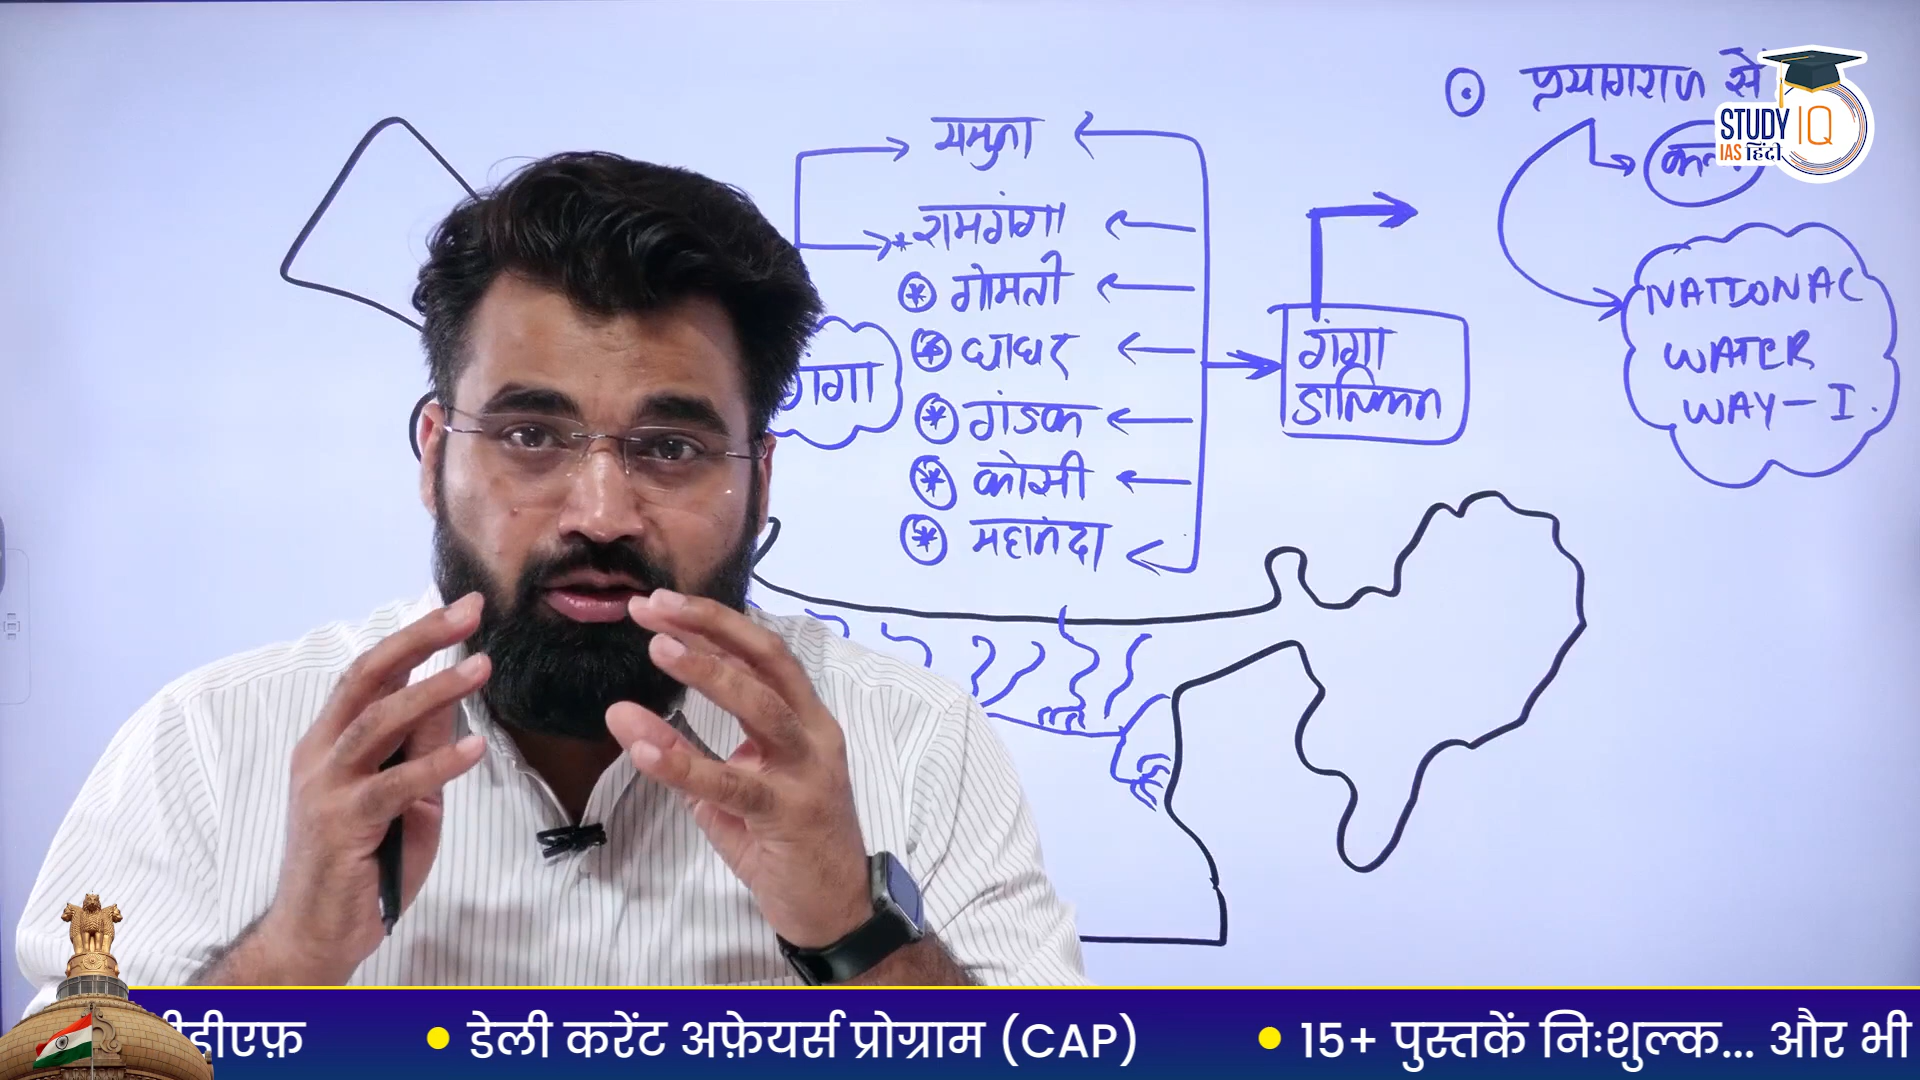 प्रयागराज से
STUDY IQ
IAS हिंदी
यमुना
रामगंगा
गोमती
घाघर
गंगा
गंडक
कोसी
महानंदा
गंगा
डाल्फिन
NATIONAL
WATER
WAY-I.
डेली करेंट अफ़ेयर्स प्रोग्राम (CAP)
15+ पुस्तकें निःशुल्क... और भी